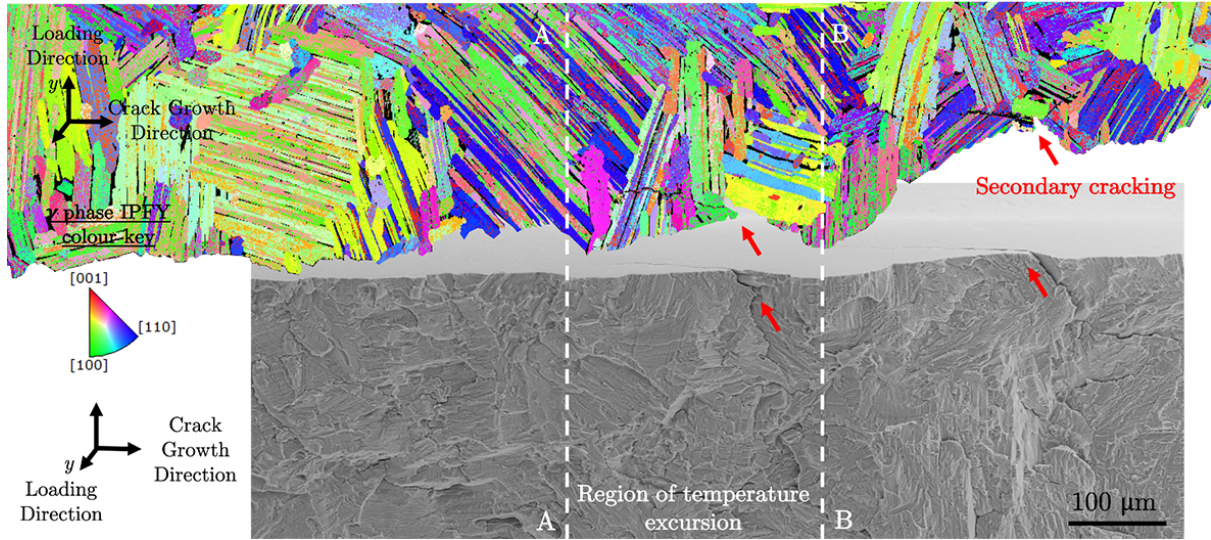 Loading
Direction
A
B
y
Crack Growth
Direction
Secondary cracking
γ phase IPFY
colour key
[001]
[110]
[100]
Crack
Growth
Direction
y
Loading
Direction
Region of temperature
excursion
A
B
100 μm